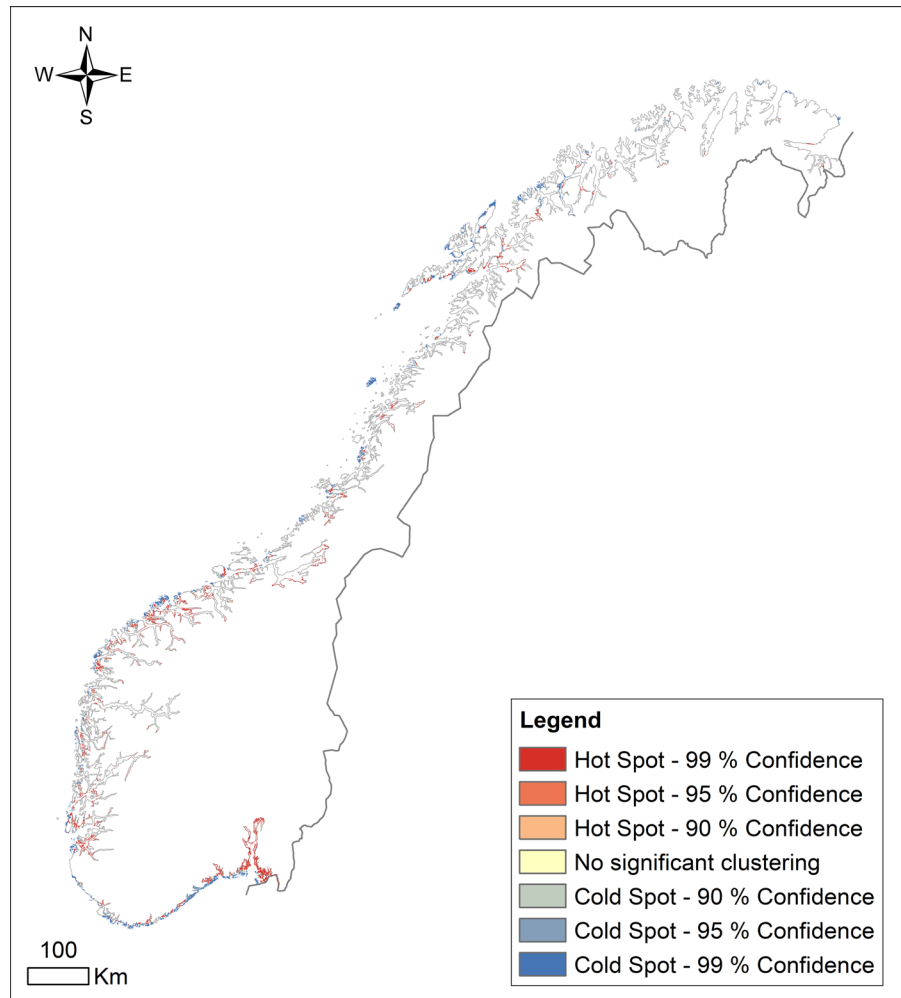 N
W E
S
Legend
Hot Spot - 99 % Confidence
Hot Spot - 95 % Confidence
Hot Spot - 90 % Confidence
No significant clustering
Cold Spot - 90 % Confidence
Cold Spot - 95 % Confidence
Cold Spot - 99 % Confidence
100
Km